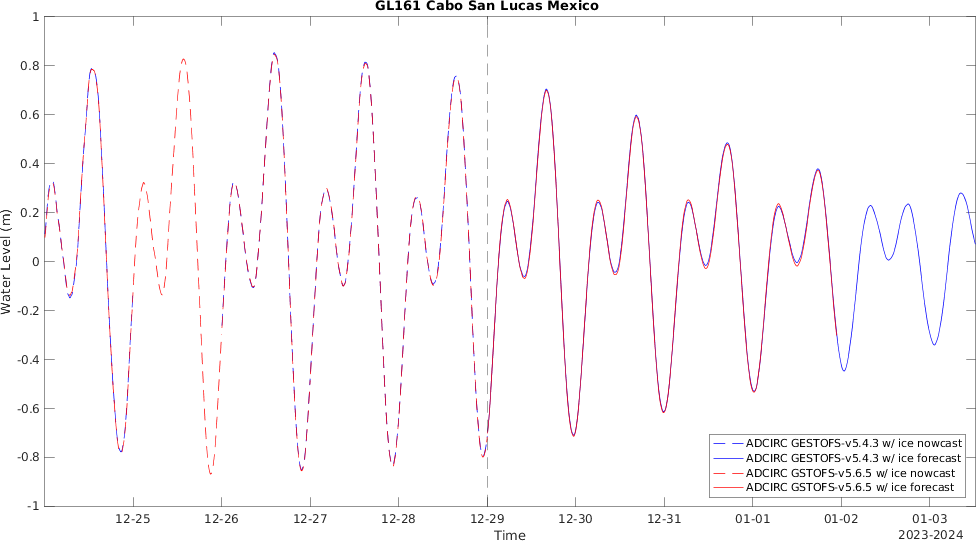 GL161 Cabo San Lucas Mexico
1
0.8
0.6
0.4
0.2
0
-0.2
-0.4
-0.6
-0.8
-1
Water Level (m)
12-25 12-26 12-27 12-28 12-29 12-30 12-31 01-01 01-02 01-03
Time
2023-2024
ADCIRC GESTOFS-v5.4.3 w/ ice nowcast
ADCIRC GESTOFS-v5.4.3 w/ ice forecast
ADCIRC GSTOFS-v5.6.5 w/ ice nowcast
ADCIRC GSTOFS-v5.6.5 w/ ice forecast